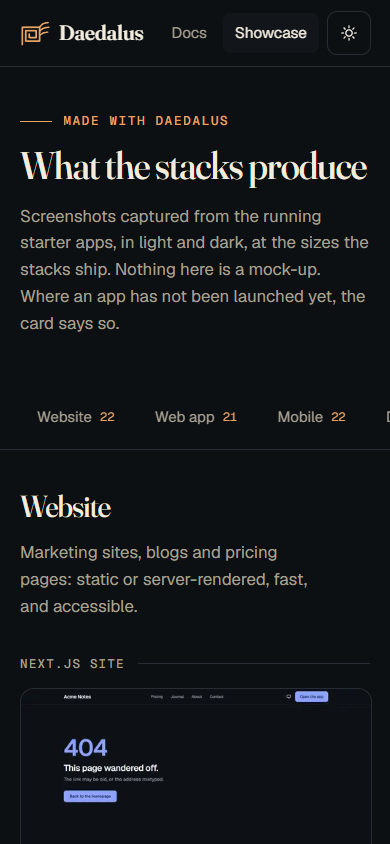 Daedalus Docs Showcase
MADE WITH DAEDALUS
What the stacks produce
Screenshots captured from the running
starter apps, in light and dark, at the sizes the
stacks ship. Nothing here is a mock-up.
Where an app has not been launched yet, the
card says so.
Website 22 Web app 21 Mobile 22
Website
Marketing sites, blogs and pricing
pages: static or server-rendered, fast,
and accessible.
NEXT.JS SITE
Acme Notes Pricing Journal About Contact Open the app
404
This page wandered off.
The link may be old, or the address mistyped.
Back to the homepage